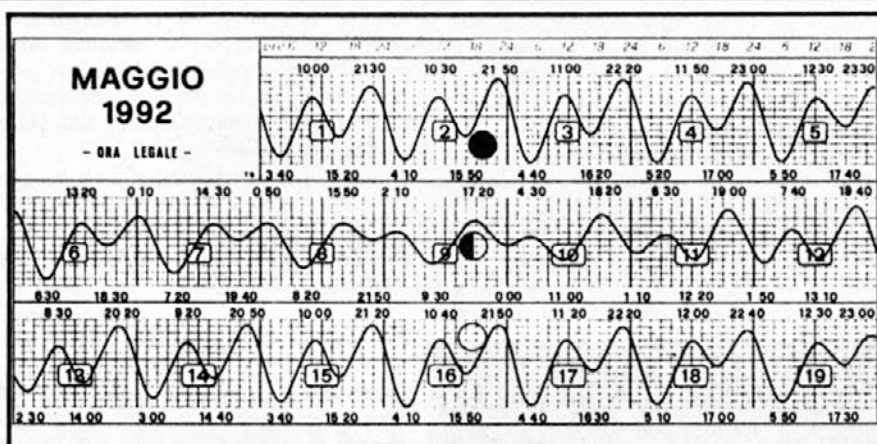 ore 6 12 18 24 6 12 18 24 6 12 18 24 6 12 18 24 6 12 18
MAGGIO
1992
- ORA LEGALE -
10 00 21 30 10 30 21 50 11 00 22 20 11 50 23 00 12 30 23 30
1 2 3 4 5
3 40 15 20 4 10 15 50 4 40 16 20 5 20 17 00 5 50 17 40
13 20 0 10 14 30 0 50 15 50 2 10 17 20 4 30 18 20 6 30 19 00 7 40 19 40
6 7 8 9 10 11 12
6 30 18 30 7 20 19 40 8 20 21 50 9 30 0 00 11 00 1 10 12 20 1 50 13 10
8 30 20 20 9 20 20 50 10 00 21 20 10 40 21 50 11 20 22 20 12 00 22 40 12 30 23 00
13 14 15 16 17 18 19
2 30 14 00 3 00 14 40 3 40 15 20 4 10 15 50 4 40 16 30 5 10 17 00 5 50 17 30